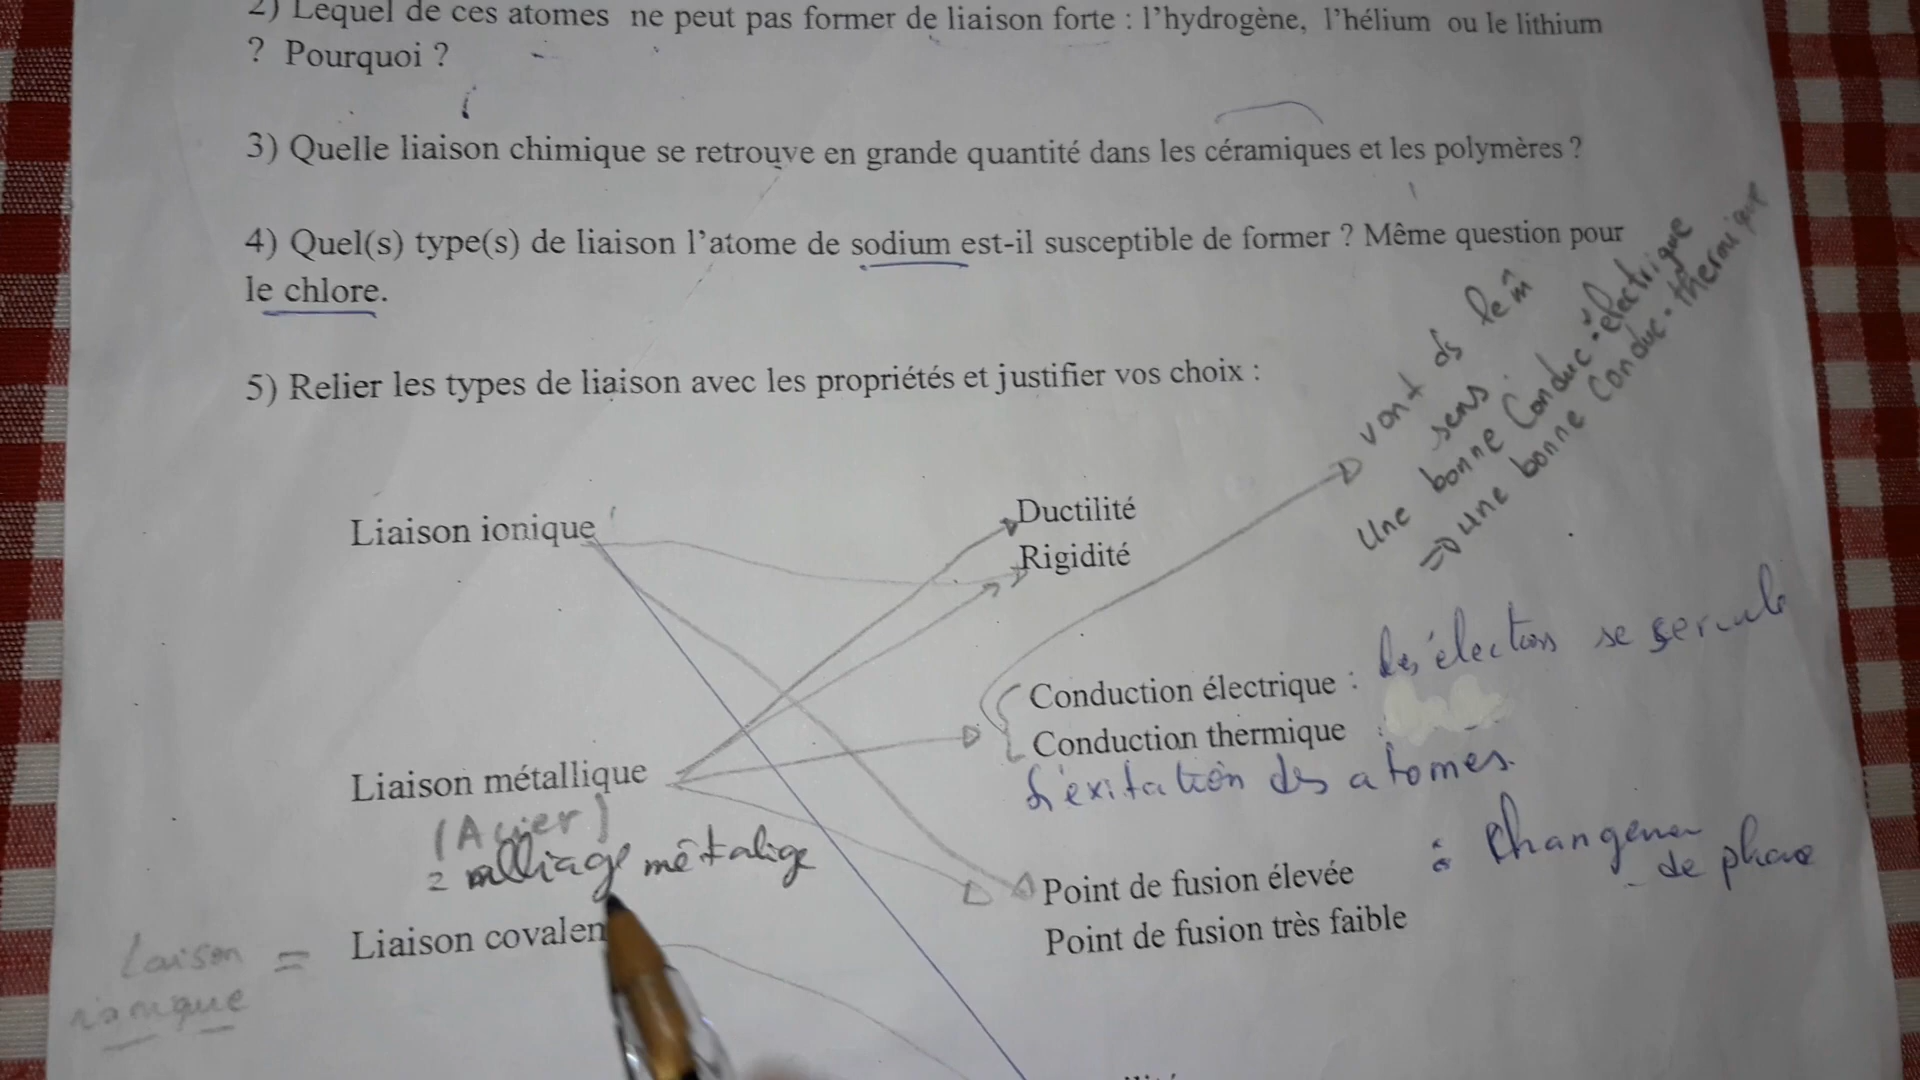 2) Lequel de ces atomes ne peut pas former de liaison forte : l'hydrogène, l'hélium ou le lithium
? Pourquoi ?
3) Quelle liaison chimique se retrouve en grande quantité dans les céramiques et les polymères ?
4) Quel(s) type(s) de liaison l'atome de sodium est-il susceptible de former ? Même question pour
le chlore.
5) Relier les types de liaison avec les propriétés et justifier vos choix :
vont ds le m̂
sens
Une bonne Conduc. électrique
=> une bonne Conduc. thermique
Liaison ionique
Ductilité
Rigidité
Conduction électrique : les électrons se
Conduction thermique :
L'exitation des atomes.
Liaison métallique
(Acier)
= alliage métalige
Point de fusion élevée : Changemen
de phase
Point de fusion très faible
Liaison covalen
Liaison =
ionique